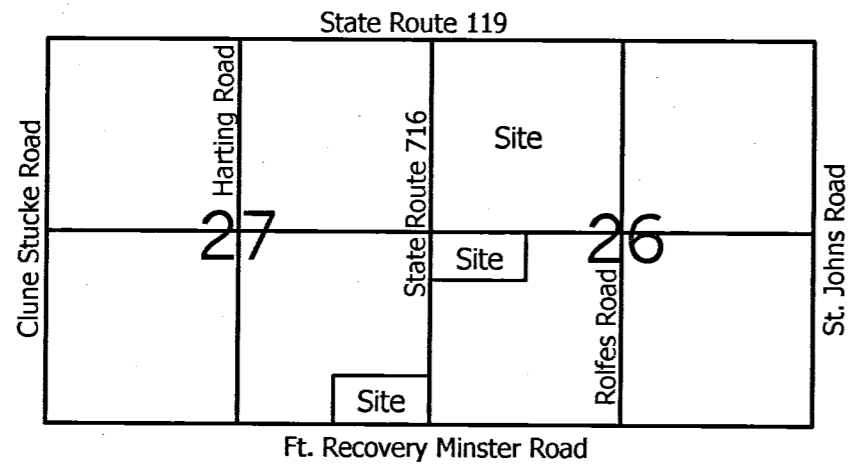 State Route 119
Harting Road
State Route 716
Site
Clune Stucke Road
27
26
St. Johns Road
Site
Rolfes Road
Site
Ft. Recovery Minster Road